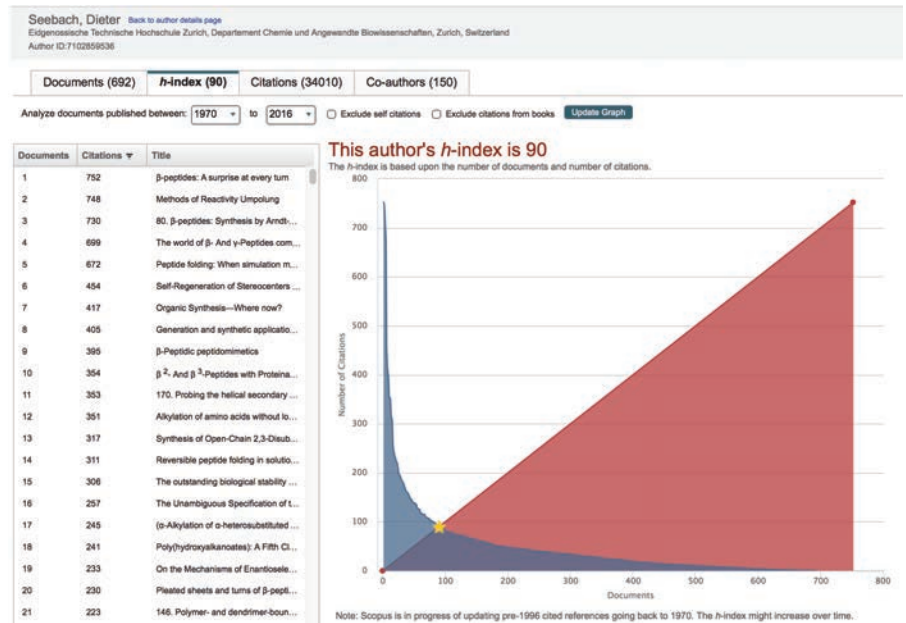 Seebach, Dieter Back to author details page
Eidgenossische Technische Hochschule Zurich, Departement Chemie und Angewandte Biowissenschaften, Zurich, Switzerland
Author ID:7102859536
Documents (692) h-index (90) Citations (34010) Co-authors (150)
Analyze documents published between: 1970 to 2016 Exclude self citations Exclude citations from books Update Graph
Documents Citations Title
1 752 β-peptides: A surprise at every turn
2 748 Methods of Reactivity Umpolung
3 730 80. β-peptides: Synthesis by Arndt-...
4 699 The world of β- And γ-Peptides com...
5 672 Peptide folding: When simulation m...
6 454 Self-Regeneration of Stereocenters ...
7 417 Organic Synthesis—Where now?
8 405 Generation and synthetic applicatio...
9 395 β-Peptidic peptidomimetics
10 354 β 2- And β 3-Peptides with Proteina...
11 353 170. Probing the helical secondary ...
12 351 Alkylation of amino acids without lo...
13 317 Synthesis of Open-Chain 2,3-Disub...
14 311 Reversible peptide folding in solutio...
15 306 The outstanding biological stability ...
16 257 The Unambiguous Specification of t...
17 245 (α-Alkylation of α-heterosubstituted ...
18 241 Poly(hydroxyalkanoates): A Fifth Cl...
19 233 On the Mechanisms of Enantiosele...
20 230 Pleated sheets and turns of β-pepti...
21 223 146. Polymer- and dendrimer-boun...
This author's h-index is 90
The h-index is based upon the number of documents and number of citations.
800
700
600
500
400
300
200
100
0
Number of Citations
0 100 200 300 400 500 600 700 800
Documents
Note: Scopus is in progress of updating pre-1996 cited references going back to 1970. The h-index might increase over time.